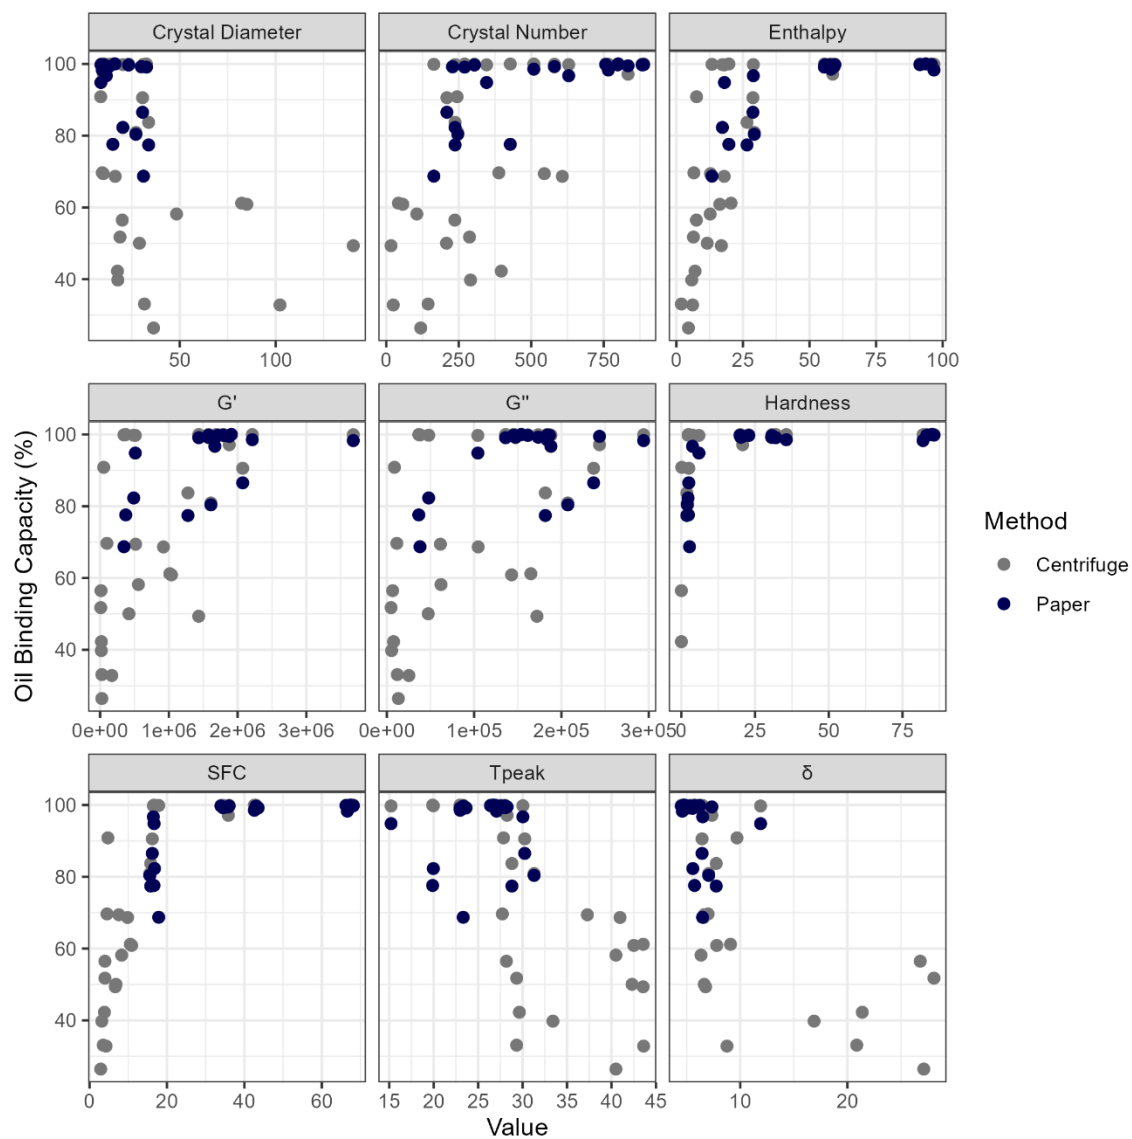 Crystal Diameter
Crystal Number
Enthalpy
100
80
60
40
50 100
0 250 500 750
0 25 50 75 100
G'
G"
Hardness
100
80
60
40
0e+00 1e+06 2e+06 3e+06
0e+00 1e+05 2e+05 3e+05
0 25 50 75
SFC
Tpeak
δ
100
80
60
40
0 20 40 60
15 20 25 30 35 40 45
10 20
Oil Binding Capacity (%)
Value
Method
Centrifuge
Paper